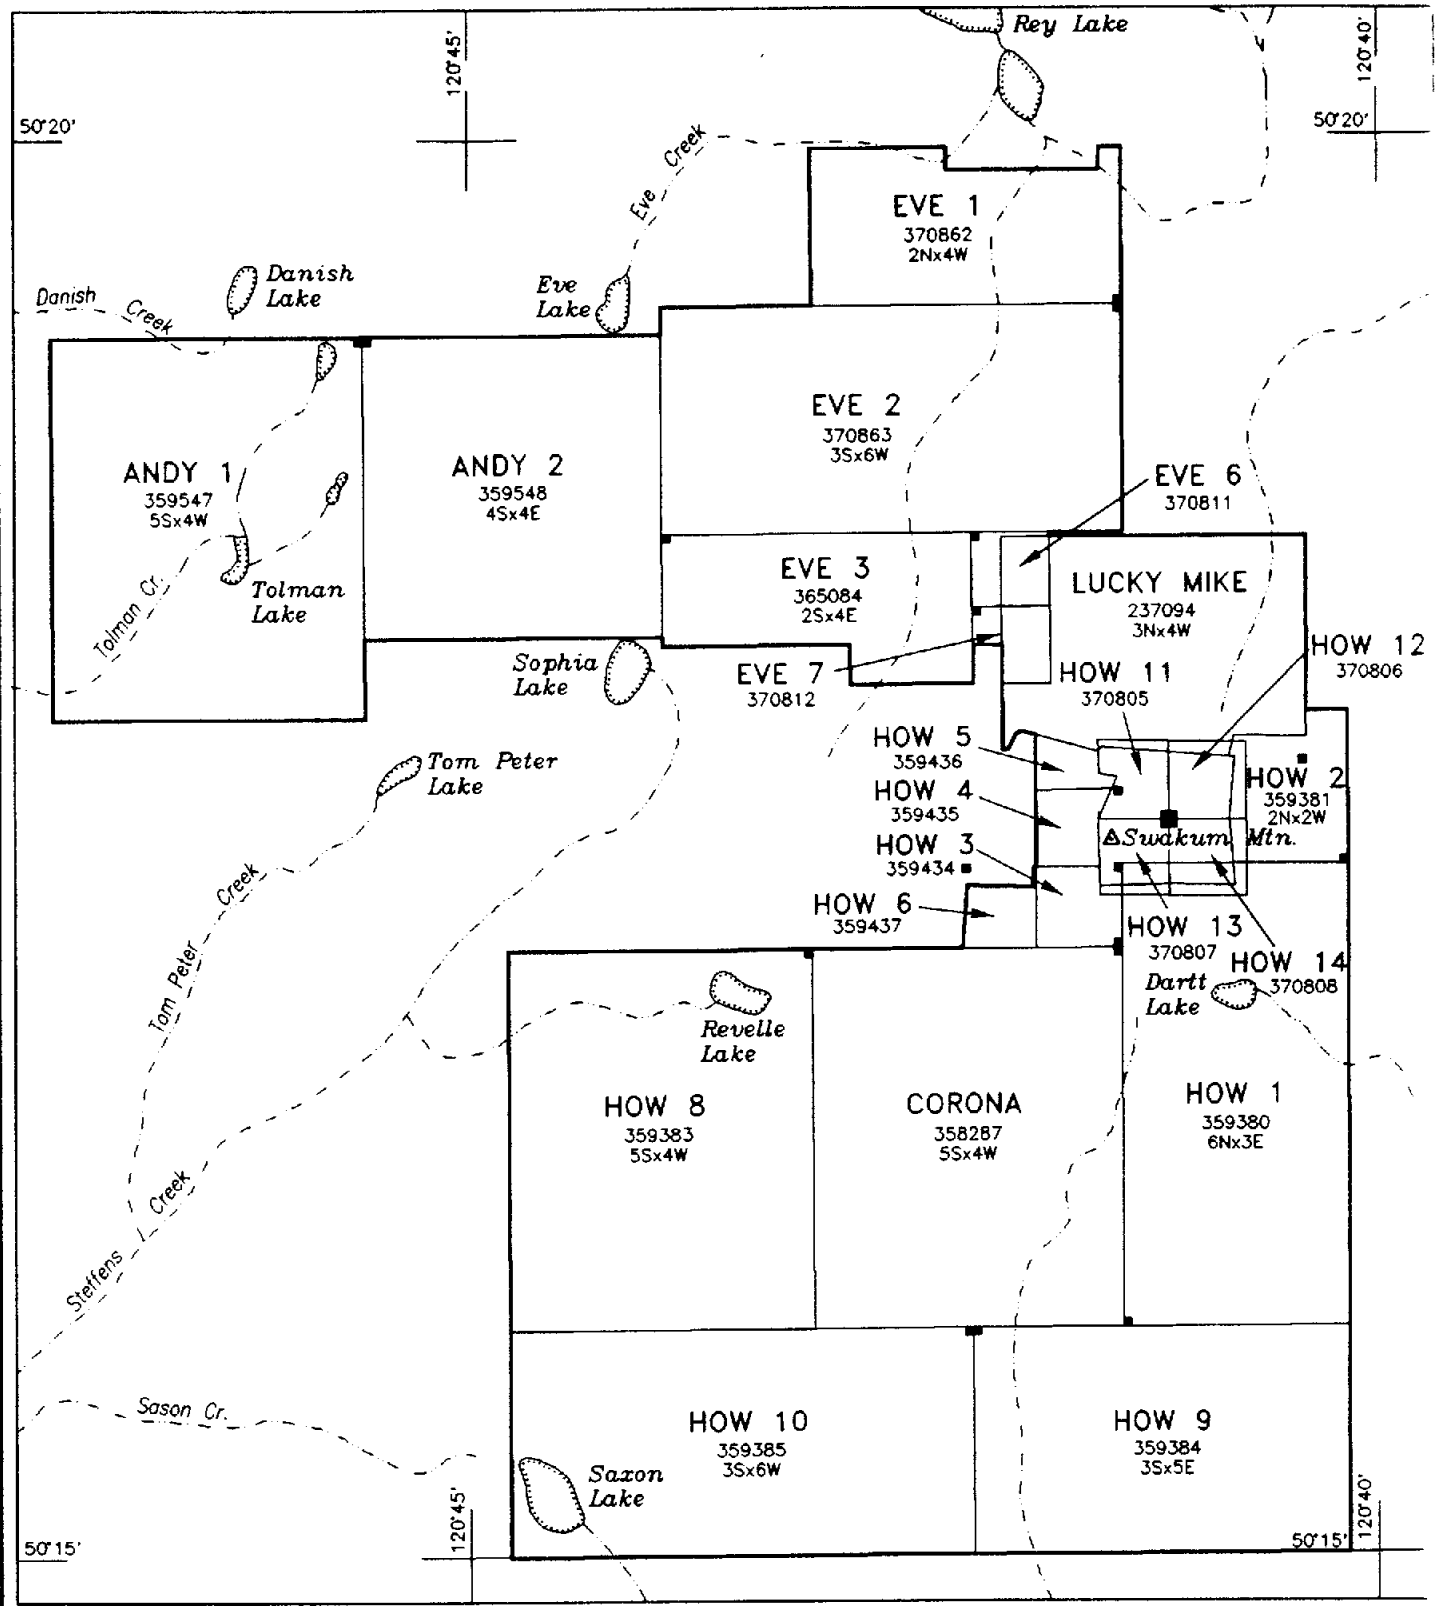 Rey Lake
120°45'
120°40'
50°20'
50°20'
Eve Creek
EVE 1
370862
2Nx4W
Danish
Lake
Eve
Lake
Danish Creek
EVE 2
370863
3Sx6W
ANDY 1
359547
5Sx4W
ANDY 2
359548
4Sx4E
EVE 6
370811
EVE 3
365084
2Sx4E
LUCKY MIKE
237094
3Nx4W
Tolman
Lake
Tolman Cr.
HOW 12
370806
Sophia
Lake
EVE 7
370812
HOW 11
370805
HOW 5
359436
Tom Peter
Lake
HOW 4
359435
HOW 2
359381
2Nx2W
Swakum Mtn.
HOW 3
359434
HOW 6
359437
HOW 13
370807
HOW 14
370808
Tom Peter Creek
Dartt
Lake
Revelle
Lake
HOW 8
359383
5Sx4W
CORONA
358287
5Sx4W
HOW 1
359380
6Nx3E
Steffens Creek
Sason Cr.
HOW 10
359385
3Sx6W
HOW 9
359384
3Sx5E
Saxon
Lake
120°45'
120°40'
50°15'
50°15'